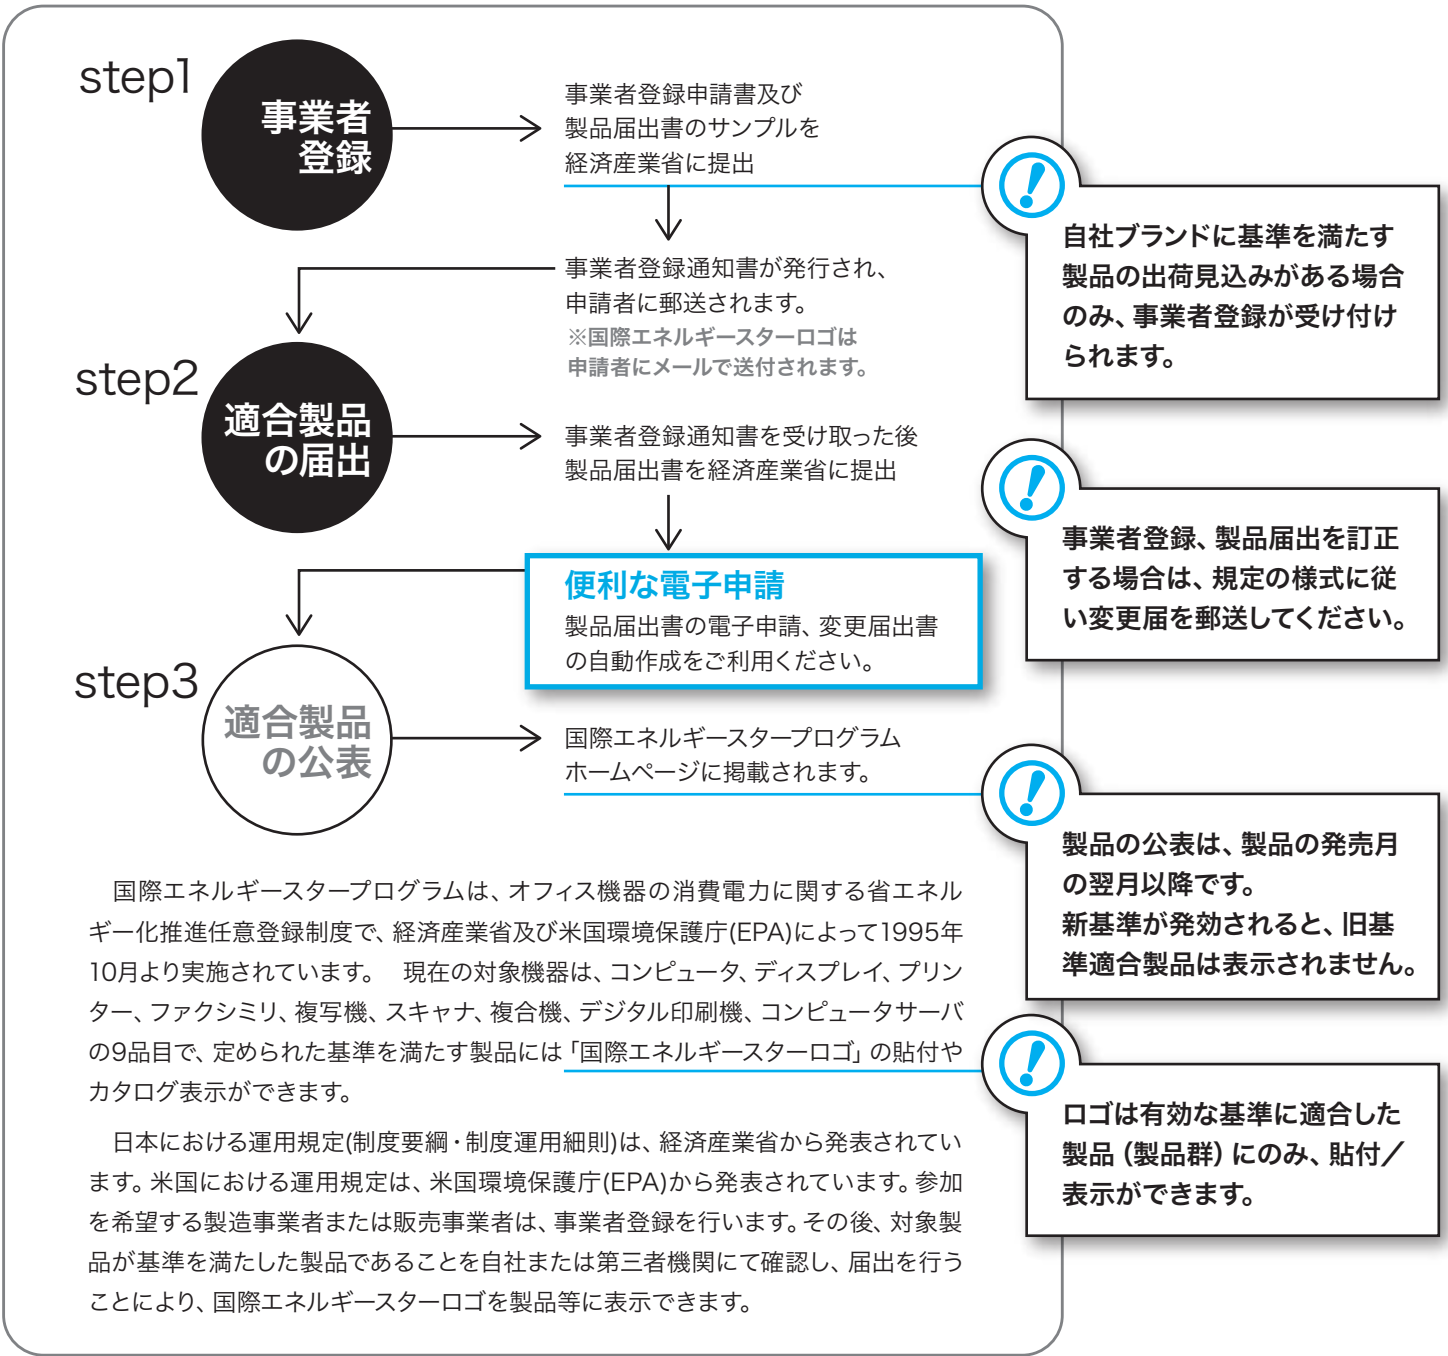 step1
事業者
登録
事業者登録申請書及び
製品届出書のサンプルを
経済産業省に提出
自社ブランドに基準を満たす
製品の出荷見込みがある場合
のみ、事業者登録が受け付け
られます。
事業者登録通知書が発行され、
申請者に郵送されます。
※国際エネルギースターロゴは
申請者にメールで送付されます。
step2
適合製品
の届出
事業者登録通知書を受け取った後
製品届出書を経済産業省に提出
事業者登録、製品届出を訂正
する場合は、規定の様式に従
い変更届を郵送してください。
便利な電子申請
製品届出書の電子申請、変更届出書
の自動作成をご利用ください。
step3
適合製品
の公表
国際エネルギースタープログラム
ホームページに掲載されます。
製品の公表は、製品の発売月
の翌月以降です。
新基準が発効されると、旧基
準適合製品は表示されません。
国際エネルギースタープログラムは、オフィス機器の消費電力に関する省エネル
ギー化推進任意登録制度で、経済産業省及び米国環境保護庁(EPA)によって1995年
10月より実施されています。　現在の対象機器は、コンピュータ、ディスプレイ、プリン
ター、ファクシミリ、複写機、スキャナ、複合機、デジタル印刷機、コンピュータサーバ
の9品目で、定められた基準を満たす製品には「国際エネルギースターロゴ」の貼付や
カタログ表示ができます。
ロゴは有効な基準に適合した
製品（製品群）にのみ、貼付／
表示ができます。
日本における運用規定(制度要綱・制度運用細則)は、経済産業省から発表されてい
ます。米国における運用規定は、米国環境保護庁(EPA)から発表されています。参加
を希望する製造事業者または販売事業者は、事業者登録を行います。その後、対象製
品が基準を満たした製品であることを自社または第三者機関にて確認し、届出を行う
ことにより、国際エネルギースターロゴを製品等に表示できます。